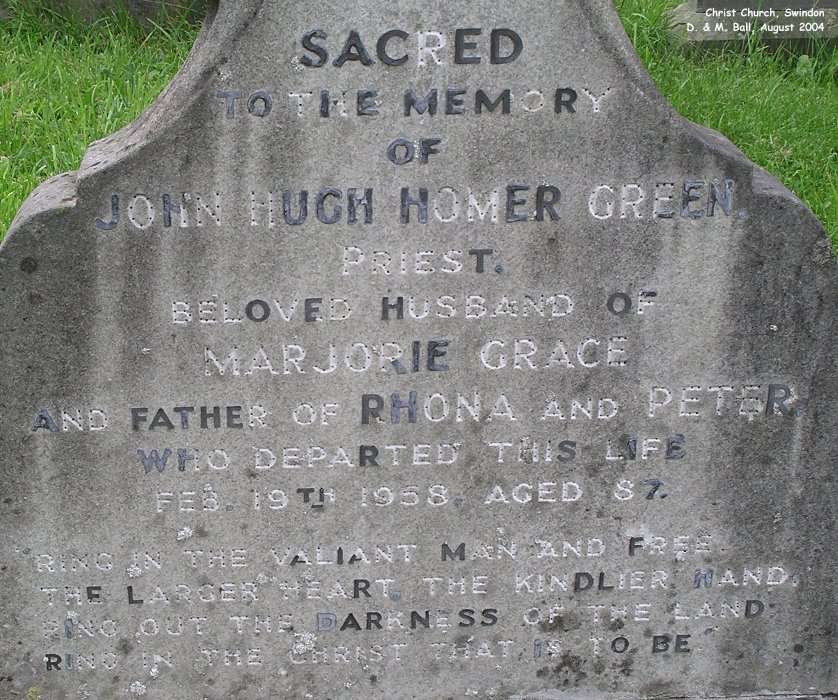 Christ Church, Swindon
D. & M. Ball, August 2004
SACRED
TO THE MEMORY
OF
JOHN HUGH HOMER GREEN.
PRIEST.
BELOVED HUSBAND OF
MARJORIE GRACE
AND FATHER OF RHONA AND PETER.
WHO DEPARTED THIS LIFE
FEB. 19TH 1958. AGED 87.
RING IN THE VALIANT MAN AND FREE
THE LARGER HEART, THE KINDLIER HAND;
RING OUT THE DARKNESS OF THE LAND.
RING IN THE CHRIST THAT IS TO BE